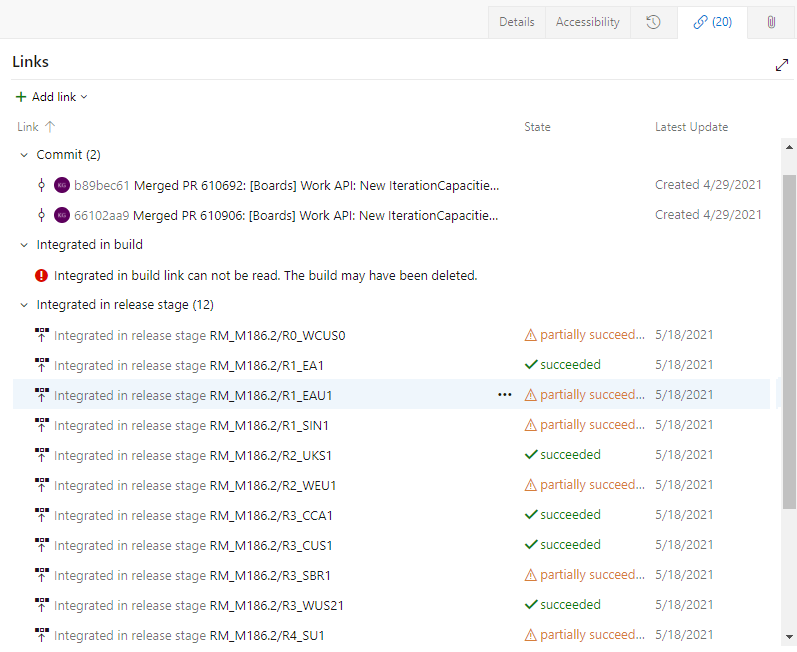 Details Accessibility (20)
Links
Add link
Link State Latest Update
Commit (2)
KG b89bec61 Merged PR 610692: [Boards] Work API: New IterationCapacitie... Created 4/29/2021
KG 66102aa9 Merged PR 610906: [Boards] Work API: New IterationCapacitie... Created 4/29/2021
Integrated in build
Integrated in build link can not be read. The build may have been deleted.
Integrated in release stage (12)
Integrated in release stage RM_M186.2/R0_WCUS0 partially succeed... 5/18/2021
Integrated in release stage RM_M186.2/R1_EA1 succeeded 5/18/2021
Integrated in release stage RM_M186.2/R1_EAU1 ... partially succeed... 5/18/2021
Integrated in release stage RM_M186.2/R1_SIN1 partially succeed... 5/18/2021
Integrated in release stage RM_M186.2/R2_UKS1 succeeded 5/18/2021
Integrated in release stage RM_M186.2/R2_WEU1 partially succeed... 5/18/2021
Integrated in release stage RM_M186.2/R3_CCA1 succeeded 5/18/2021
Integrated in release stage RM_M186.2/R3_CUS1 succeeded 5/18/2021
Integrated in release stage RM_M186.2/R3_SBR1 partially succeed... 5/18/2021
Integrated in release stage RM_M186.2/R3_WUS21 succeeded 5/18/2021
Integrated in release stage RM_M186.2/R4_SU1 partially succeed... 5/18/2021